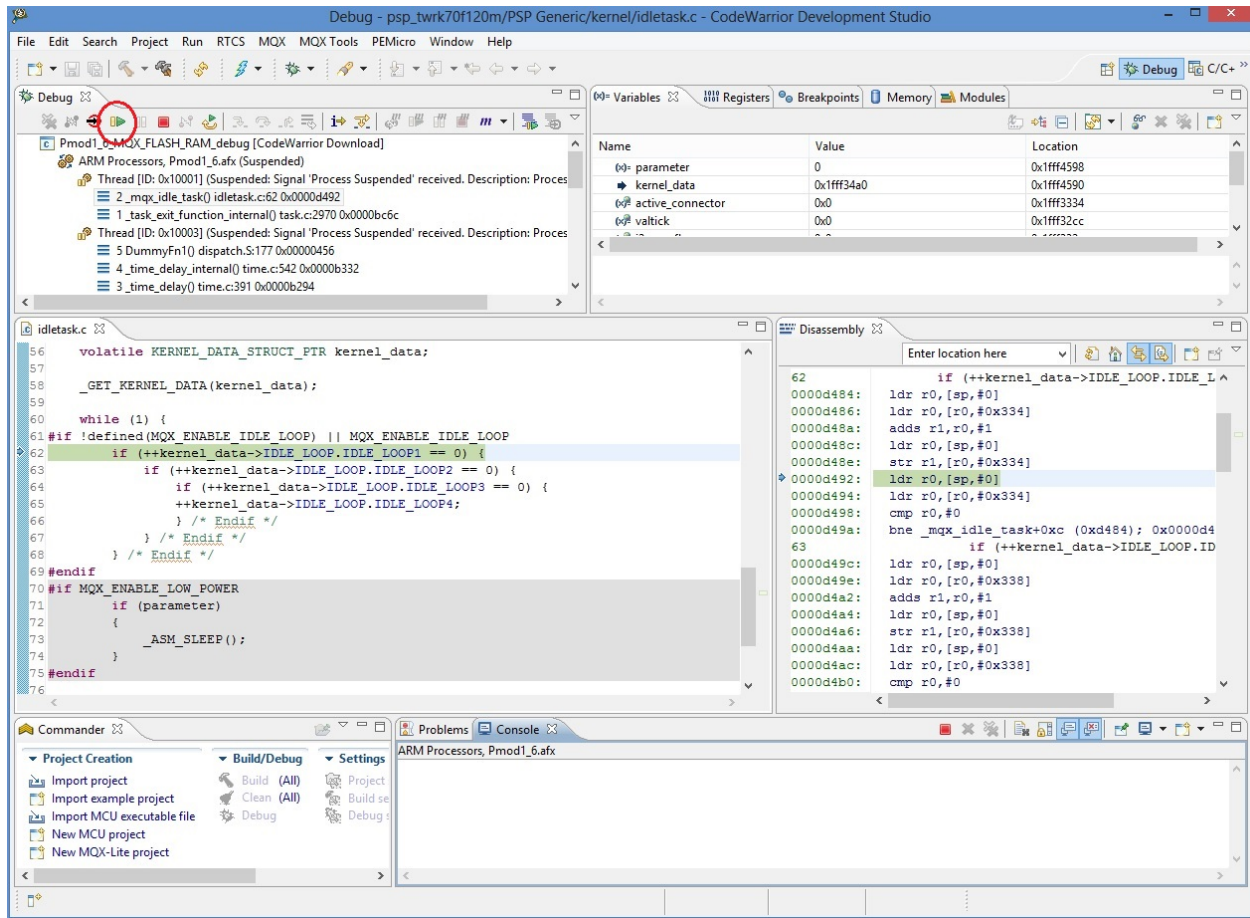 Debug - psp_twrk70f120m/PSP Generic/kernel/idletask.c - CodeWarrior Development Studio
File Edit Search Project Run RTCS MQX MQX Tools PEMicro Window Help
Debug C/C+ »
Debug
Pmod1_6_MQX_FLASH_RAM_debug [CodeWarrior Download]
ARM Processors, Pmod1_6.afx (Suspended)
Thread [ID: 0x10001] (Suspended: Signal 'Process Suspended' received. Description: Proces
2 _mqx_idle_task() idletask.c:62 0x0000d492
1 _task_exit_function_internal() task.c:2970 0x0000bc6c
Thread [ID: 0x10003] (Suspended: Signal 'Process Suspended' received. Description: Proces
5 DummyFn1() dispatch.S:177 0x00000456
4 _time_delay_internal() time.c:542 0x0000b332
3 _time_delay() time.c:391 0x0000b294
(x)= Variables Registers Breakpoints Memory Modules
Name Value Location
(x)= parameter 0 0x1fff4598
kernel_data 0x1fff34a0 0x1fff4590
active_connector 0x0 0x1fff3334
valtick 0x0 0x1fff32cc
idletask.c
56 volatile KERNEL_DATA_STRUCT_PTR kernel_data;
57
58 _GET_KERNEL_DATA(kernel_data);
59
60 while (1) {
61 #if !defined(MQX_ENABLE_IDLE_LOOP) || MQX_ENABLE_IDLE_LOOP
62 if (++kernel_data->IDLE_LOOP.IDLE_LOOP1 == 0) {
63 if (++kernel_data->IDLE_LOOP.IDLE_LOOP2 == 0) {
64 if (++kernel_data->IDLE_LOOP.IDLE_LOOP3 == 0) {
65 ++kernel_data->IDLE_LOOP.IDLE_LOOP4;
66 } /* Endif */
67 } /* Endif */
68 } /* Endif */
69 #endif
70 #if MQX_ENABLE_LOW_POWER
71 if (parameter)
72 {
73 _ASM_SLEEP();
74 }
75 #endif
76
Disassembly
Enter location here
62 if (++kernel_data->IDLE_LOOP.IDLE_L
0000d484: ldr r0,[sp,#0]
0000d486: ldr r0,[r0,#0x334]
0000d48a: adds r1,r0,#1
0000d48c: ldr r0,[sp,#0]
0000d48e: str r1,[r0,#0x334]
0000d492: ldr r0,[sp,#0]
0000d494: ldr r0,[r0,#0x334]
0000d498: cmp r0,#0
0000d49a: bne _mqx_idle_task+0xc (0xd484); 0x0000d4
63 if (++kernel_data->IDLE_LOOP.ID
0000d49c: ldr r0,[sp,#0]
0000d49e: ldr r0,[r0,#0x338]
0000d4a2: adds r1,r0,#1
0000d4a4: ldr r0,[sp,#0]
0000d4a6: str r1,[r0,#0x338]
0000d4aa: ldr r0,[sp,#0]
0000d4ac: ldr r0,[r0,#0x338]
0000d4b0: cmp r0,#0
Commander
Project Creation Build/Debug Settings
Import project Build (All) Project
Import example project Clean (All) Build se
Import MCU executable file Debug Debug s
New MCU project
New MQX-Lite project
Problems Console
ARM Processors, Pmod1_6.afx